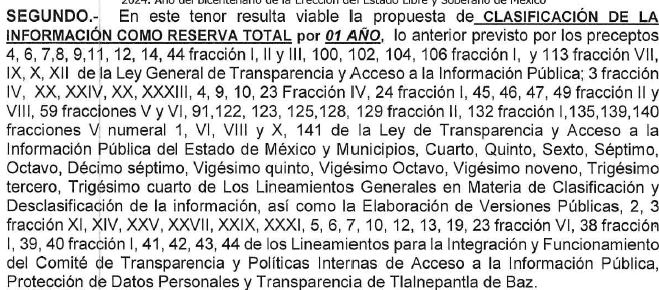 2024. Año del Bicentenario de la Erección del Estado Libre y Soberano de México
SEGUNDO.- En este tenor resulta viable la propuesta de CLASIFICACIÓN DE LA
INFORMACIÓN COMO RESERVA TOTAL por 01 AÑO, lo anterior previsto por los preceptos
4, 6,7,8, 9,11, 12, 14, 44 fracción I, II y III, 100, 102, 104, 106 fracción I, y 113 fracción VII,
IX, X, XII de la Ley General de Transparencia y Acceso a la Información Pública; 3 fracción
IV, XX, XXIV, XX, XXXIII, 4, 9, 10, 23 Fracción IV, 24 fracción I, 45, 46, 47, 49 fracción II y
VIII, 59 fracciones V y VI, 91,122, 123, 125,128, 129 fracción II, 132 fracción I,135,139,140
fracciones V numeral 1, VI, VIII y X, 141 de la Ley de Transparencia y Acceso a la
Información Pública del Estado de México y Municipios, Cuarto, Quinto, Sexto, Séptimo,
Octavo, Décimo séptimo, Vigésimo quinto, Vigésimo Octavo, Vigésimo noveno, Trigésimo
tercero, Trigésimo cuarto de Los Lineamientos Generales en Materia de Clasificación y
Desclasificación de la información, así como la Elaboración de Versiones Públicas, 2, 3
fracción XI, XIV, XXV, XXVII, XXIX, XXXI, 5, 6, 7, 10, 12, 13, 19, 23 fracción VI, 38 fracción
I, 39, 40 fracción I, 41, 42, 43, 44 de los Lineamientos para la Integración y Funcionamiento
del Comité de Transparencia y Políticas Internas de Acceso a la Información Pública,
Protección de Datos Personales y Transparencia de Tlalnepantla de Baz.